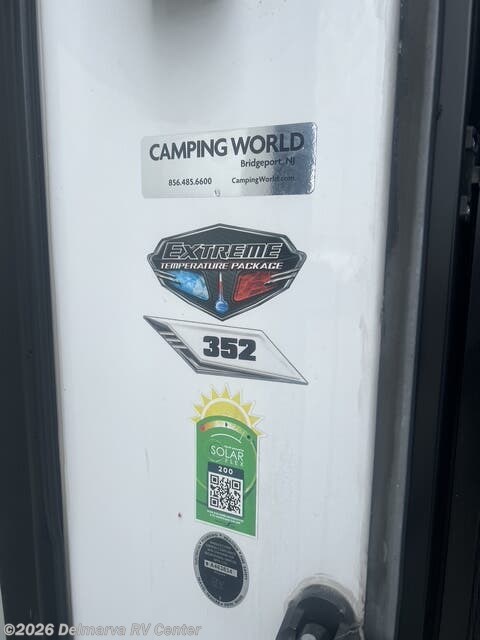 CAMPING WORLD
Bridgeport, NJ
856.485.6600 CampingWorld.com
EXTREME
TEMPERATURE PACKAGE
352
SOLAR
FLEX
200
©2026 Delmarva RV Center